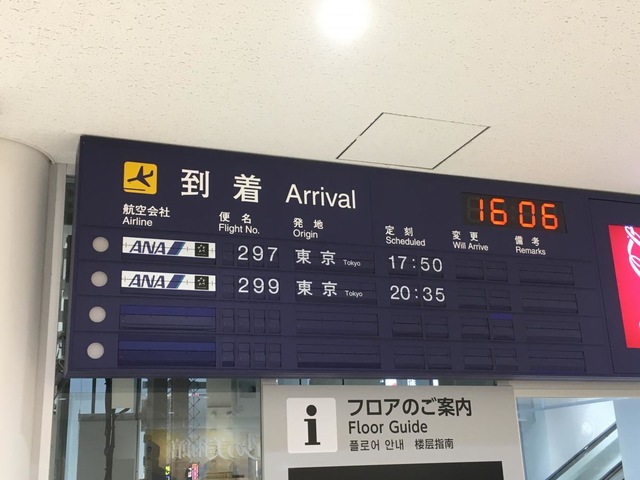 到着 Arrival
16 06
航空会社 便名 発地 定刻 変更 備考
Airline Flight No. Origin Scheduled Will Arrive Remarks
ANA 297 東京 Tokyo 17:50
ANA 299 東京 Tokyo 20:35
フロアのご案内
i Floor Guide
플로어 안내 楼层指南